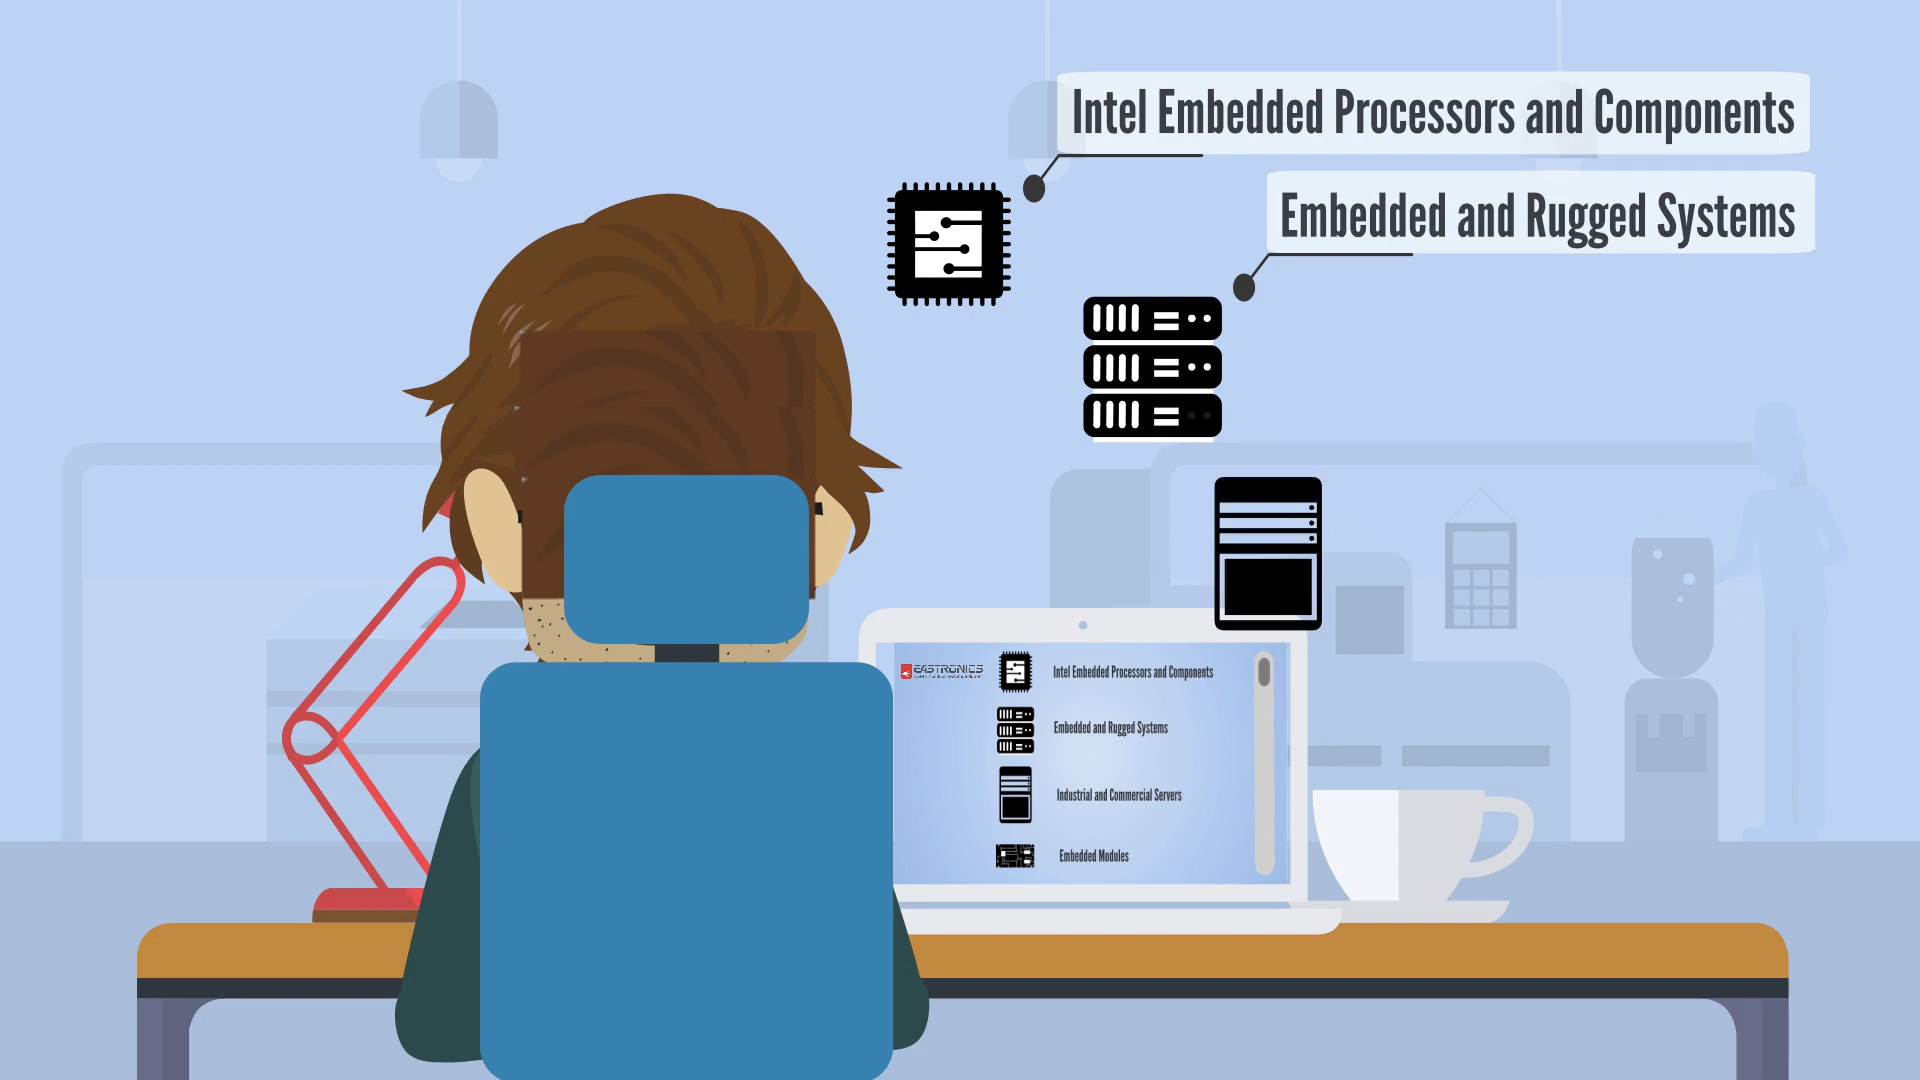 Intel Embedded Processors and Components
Embedded and Rugged Systems
EASTRONICS
Intel Embedded Processors and Components
Embedded and Rugged Systems
Industrial and Commercial Servers
Embedded Modules